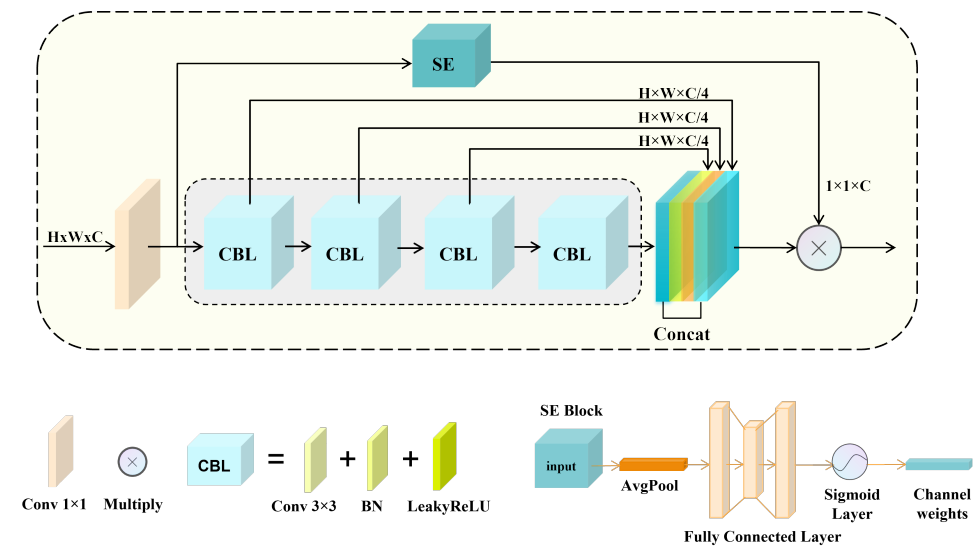 SE
H×W×C/4
H×W×C/4
H×W×C/4
1×1×C
HxWxC
CBL
CBL
CBL
CBL
×
Concat
SE Block
CBL
=
+
+
input
×
AvgPool
Conv 1×1
Multiply
Conv 3×3
BN
LeakyReLU
Sigmoid
Layer
Channel
weights
Fully Connected Layer